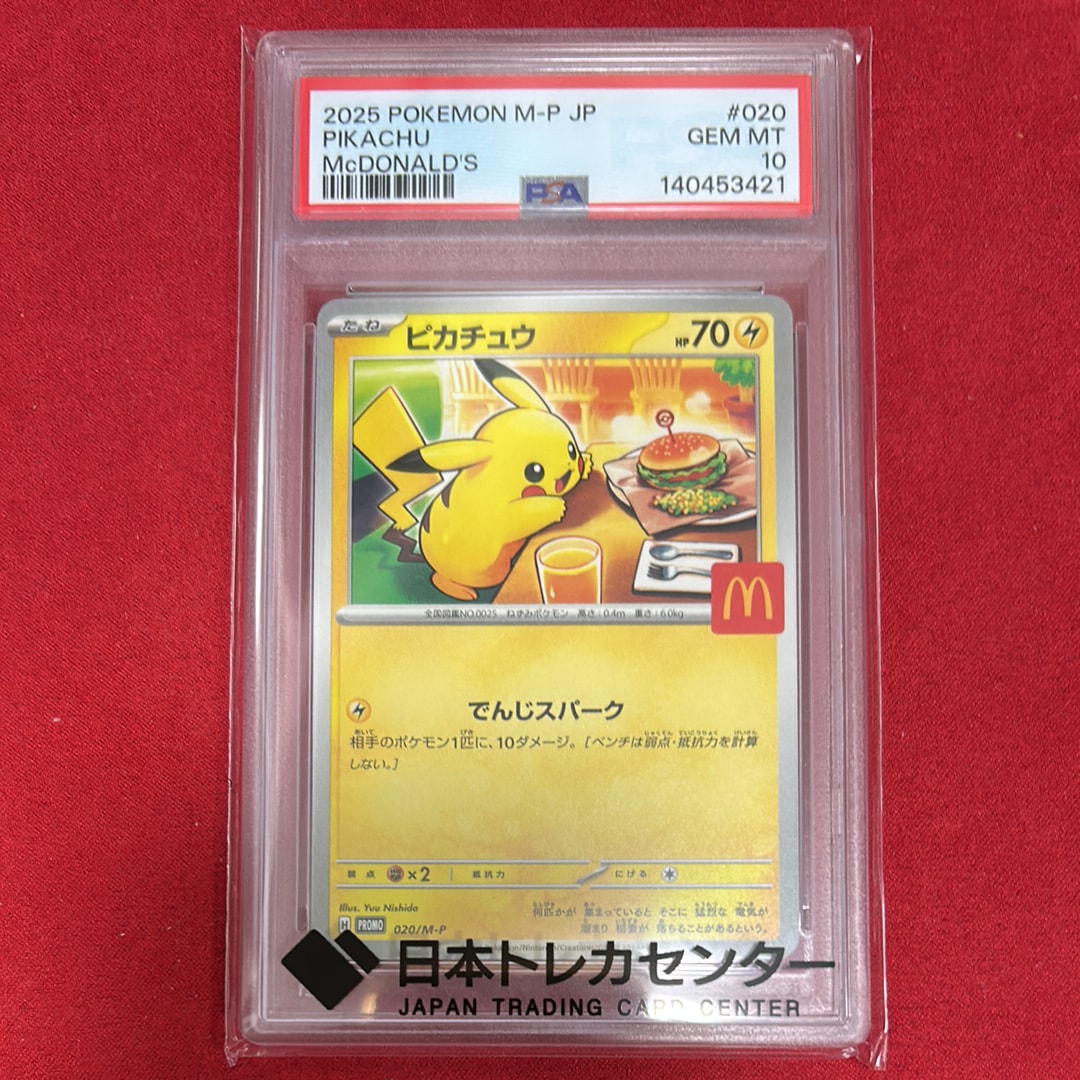 2025 POKEMON M-P JP #020
PIKACHU GEM MT
McDONALD'S 10
PSA 140453421
たね ピカチュウ HP70
全国図鑑NO.0025 ねずみポケモン 高さ:0.4m 重さ:6.0kg
でんじスパーク
相手のポケモン1匹に、10ダメージ。[ベンチは弱点・抵抗力を計算
しない。]
弱点 ×2 抵抗力 にげる
Illus. Yuu Nishida
何匹かが 集まっていると そこに 猛烈な 電気が
溜まり 稲妻が 落ちることがあるという。
PROMO 020/M-P
日本トレカセンター
JAPAN TRADING CARD CENTER